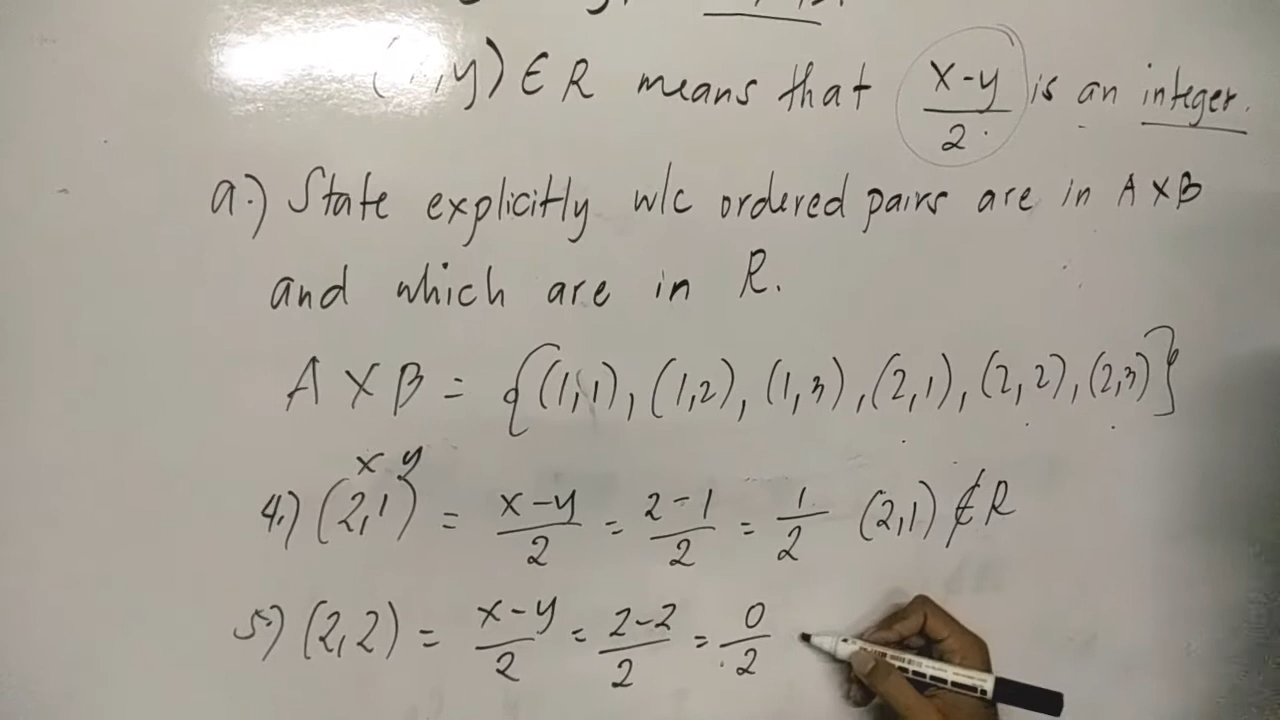 ,y) ∈ R means that x-y/2 is an integer.
a.) State explicitly w/c ordered pairs are in A X B
and which are in R.
A X B = {(1,1), (1,2), (1,3), (2,1), (2,2), (2,3)}
x y
4.) (2,1) = x-y/2 = 2-1/2 = 1/2 (2,1) ∉ R
5.) (2,2) = x-y/2 = 2-2/2 = 0/2